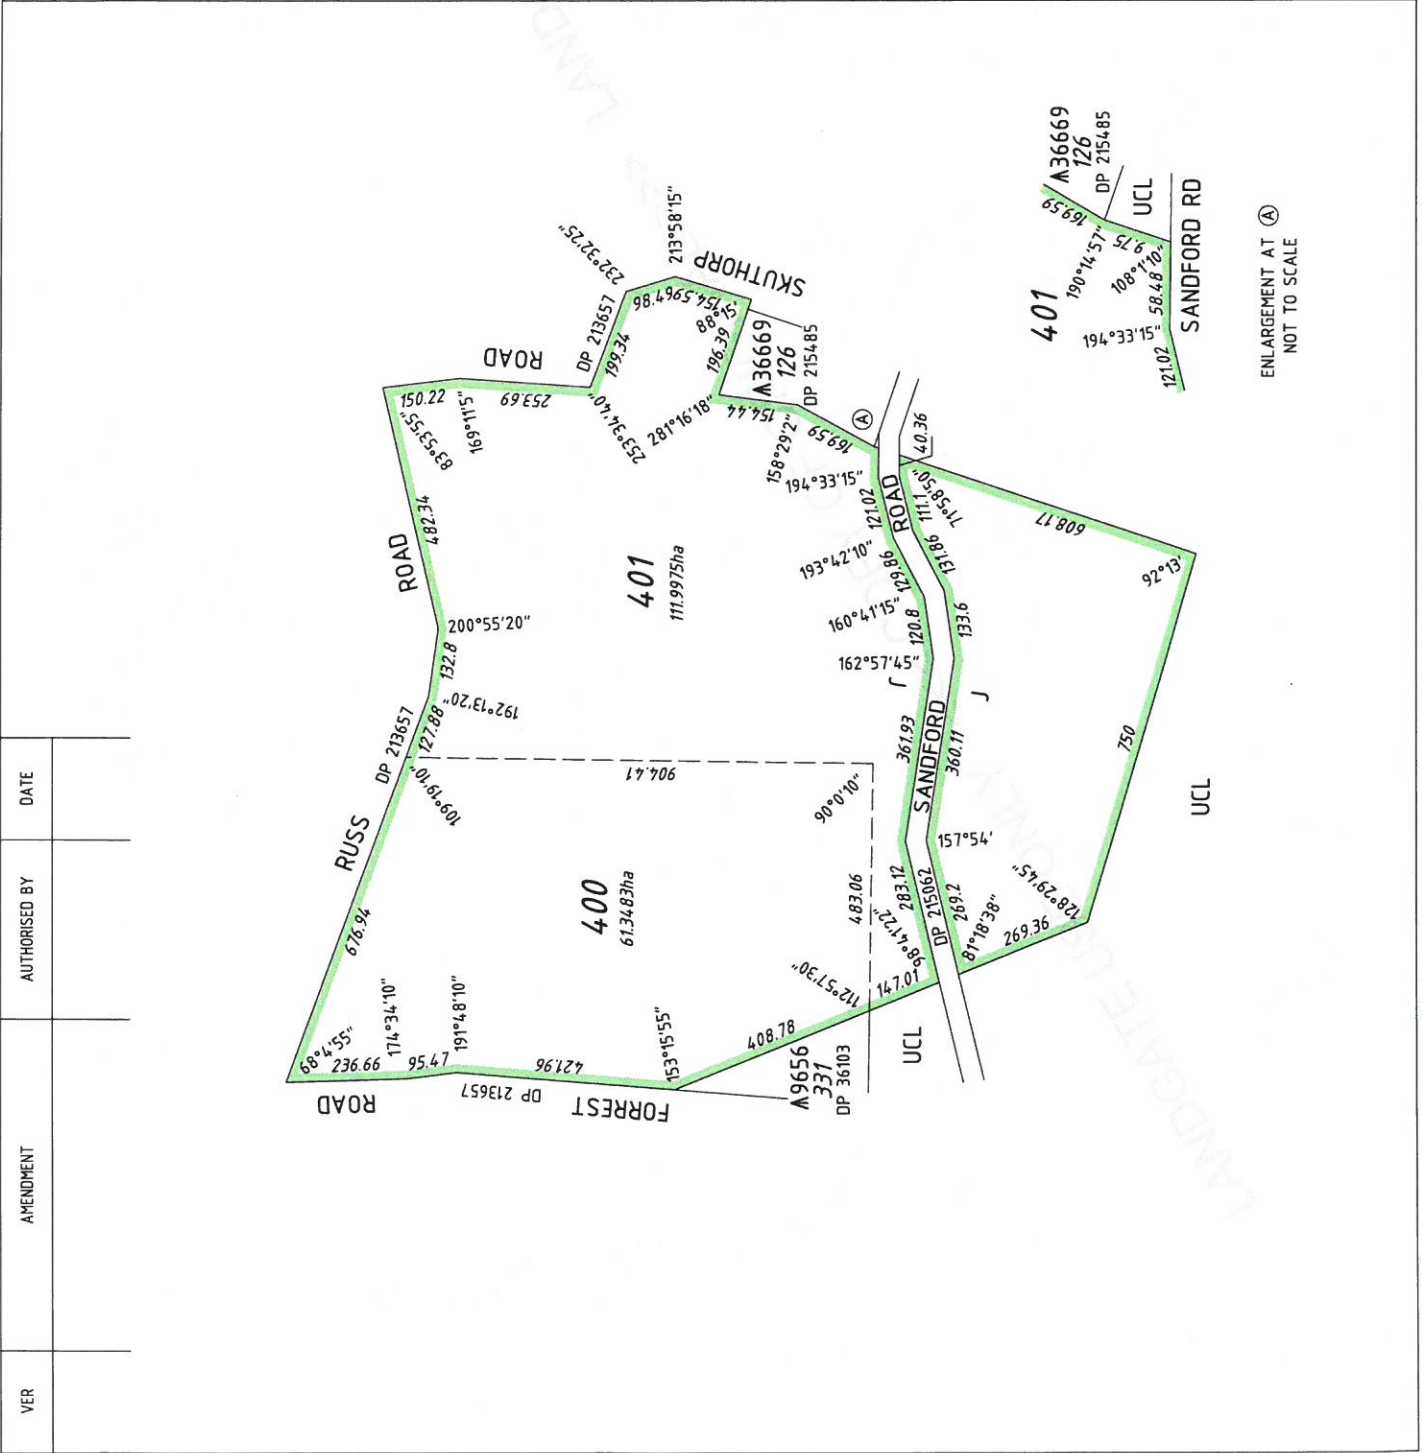 VER
AMENDMENT
AUTHORISED BY
DATE
LAND
LANDGATE USE ONLY
ROAD
FORREST
DP 213657
RUSS
ROAD
DP 213657
ROAD
DP 213657
SKUTHORP
68°4'55"
236.66
174°34'10"
95.47
191°48'10"
421.96
153°15'55"
408.78
112°57'30"
147.01
98°41'22"
676.94
109°19'10"
127.88
192°13'20"
132.8
200°55'20"
482.34
83°53'55"
150.22
169°11'5"
253.69
253°34'40"
199.34
232°32'25"
98.4
213°58'15"
154.59
88°15'
196.39
281°16'18"
154.44
158°29'2"
169.59
194°33'15"
121.02
193°42'10"
129.86
160°41'15"
120.8
162°57'45"
361.93
283.12
904.41
90°0'10"
483.06
400
61.3483ha
401
111.9975ha
A36669
126
DP 215485
A9656
331
DP 36103
UCL
SANDFORD
ROAD
DP 215062
A
40.36
71°58'50"
111.1
131.86
133.6
360.11
157°54'
269.2
81°18'38"
269.36
128°29'45"
750
92°13'
608.17
UCL
A36669
126
DP 215485
169.59
UCL
190°14'57"
9.75
108°1'10"
58.48
194°33'15"
121.02
401
SANDFORD RD
ENLARGEMENT AT A
NOT TO SCALE